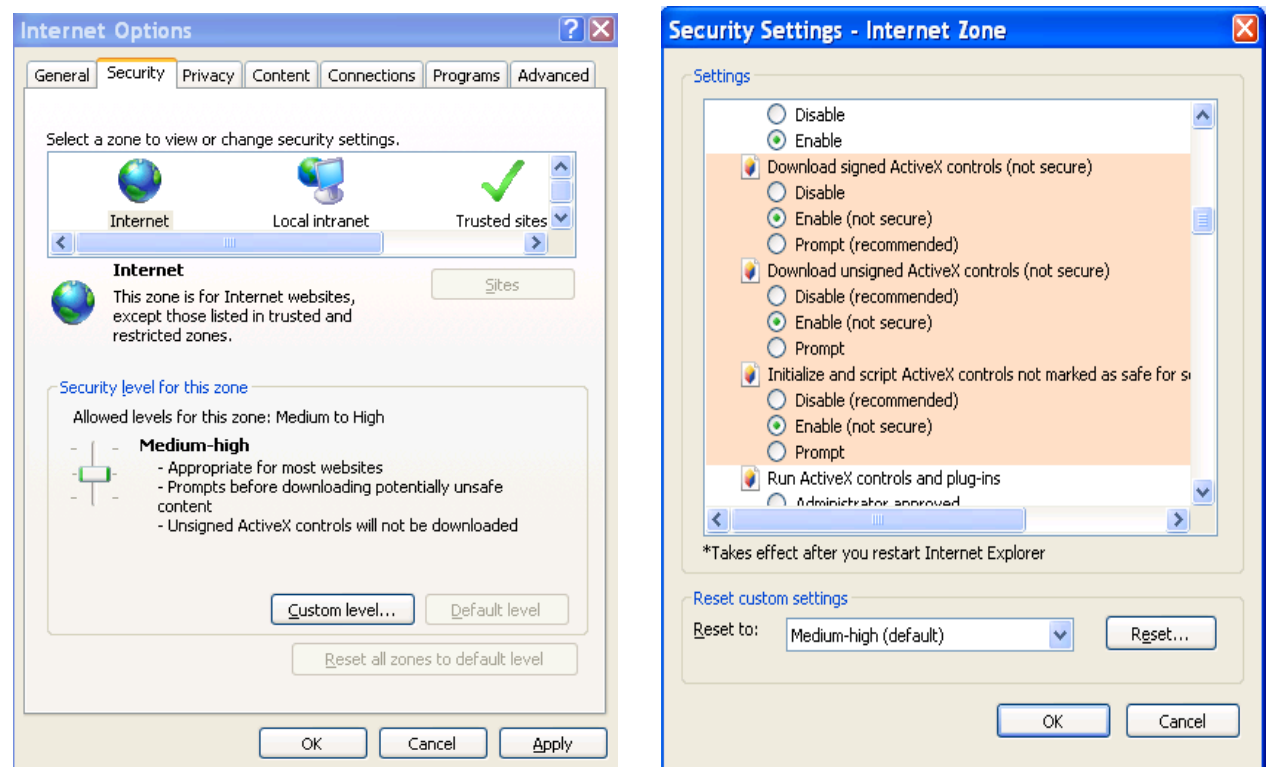 Internet Options
General Security Privacy Content Connections Programs Advanced
Select a zone to view or change security settings.
Internet Local intranet Trusted sites
Internet
Sites
This zone is for Internet websites,
except those listed in trusted and
restricted zones.
Security level for this zone
Allowed levels for this zone: Medium to High
Medium-high
- Appropriate for most websites
- Prompts before downloading potentially unsafe
content
- Unsigned ActiveX controls will not be downloaded
Custom level... Default level
Reset all zones to default level
OK Cancel Apply
Security Settings - Internet Zone
Settings
Disable
Enable
Download signed ActiveX controls (not secure)
Disable
Enable (not secure)
Prompt (recommended)
Download unsigned ActiveX controls (not secure)
Disable (recommended)
Enable (not secure)
Prompt
Initialize and script ActiveX controls not marked as safe for
Disable (recommended)
Enable (not secure)
Prompt
Run ActiveX controls and plug-ins
Administrator approved
*Takes effect after you restart Internet Explorer
Reset custom settings
Reset to: Medium-high (default) Reset...
OK Cancel